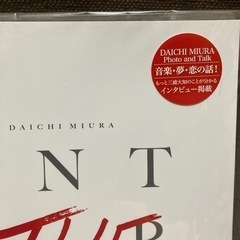 DAICHI MIURA
Photo and Talk
音楽・夢・恋の話!
もっと三浦大知のことが分かる
インタビュー掲載
DAICHI MIURA
N T
THE
R